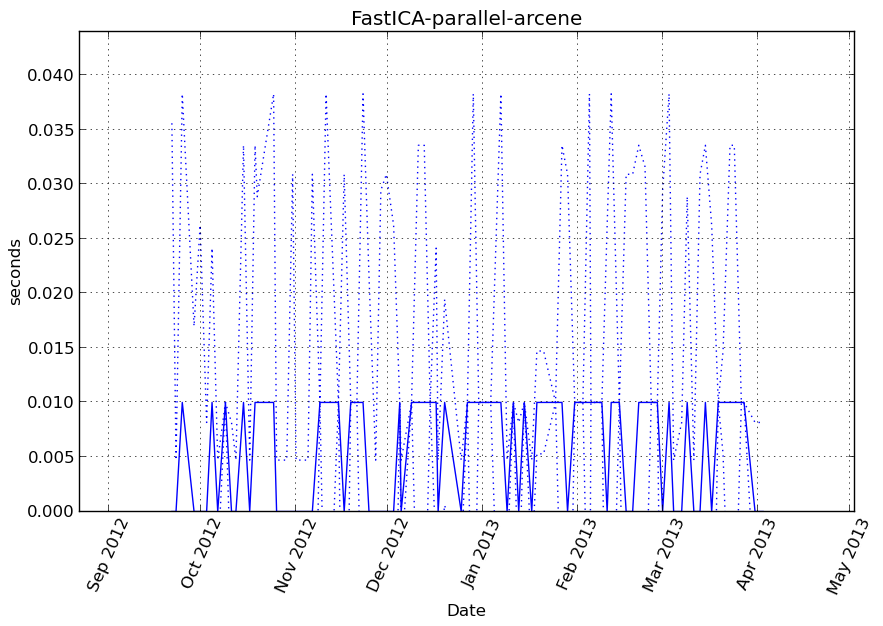 FastICA-parallel-arcene
0.040
0.035
0.030
0.025
0.020
0.015
0.010
0.005
0.000
seconds
Sep 2012
Oct 2012
Nov 2012
Dec 2012
Jan 2013
Feb 2013
Mar 2013
Apr 2013
May 2013
Date